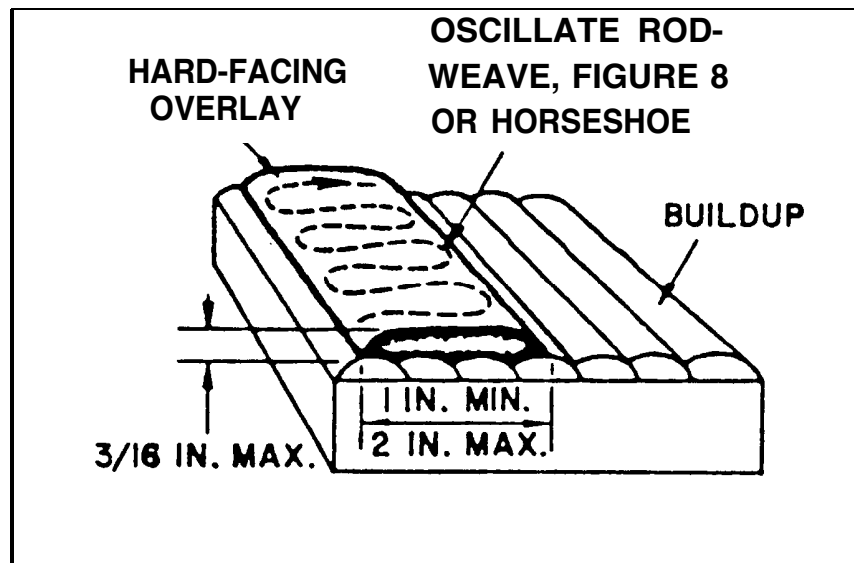 HARD-FACING
OVERLAY
OSCILLATE ROD-
WEAVE, FIGURE 8
OR HORSESHOE
BUILDUP
1 IN. MIN.
2 IN. MAX.
3/16 IN. MAX.